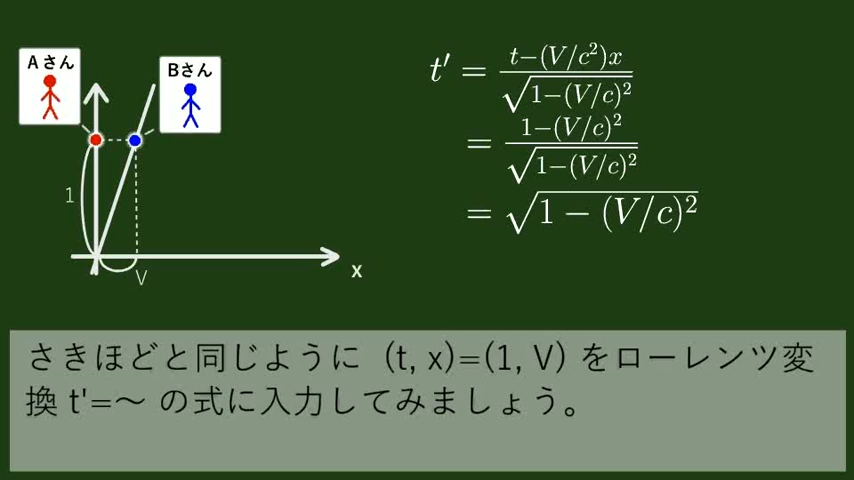 Aさん
Bさん
1
V
x
t′ = t−(V/c²)x / √1−(V/c)²
= 1−(V/c)² / √1−(V/c)²
= √1 − (V/c)²
さきほどと同じように (t, x)=(1, V) をローレンツ変
換 t'=～ の式に入力してみましょう。